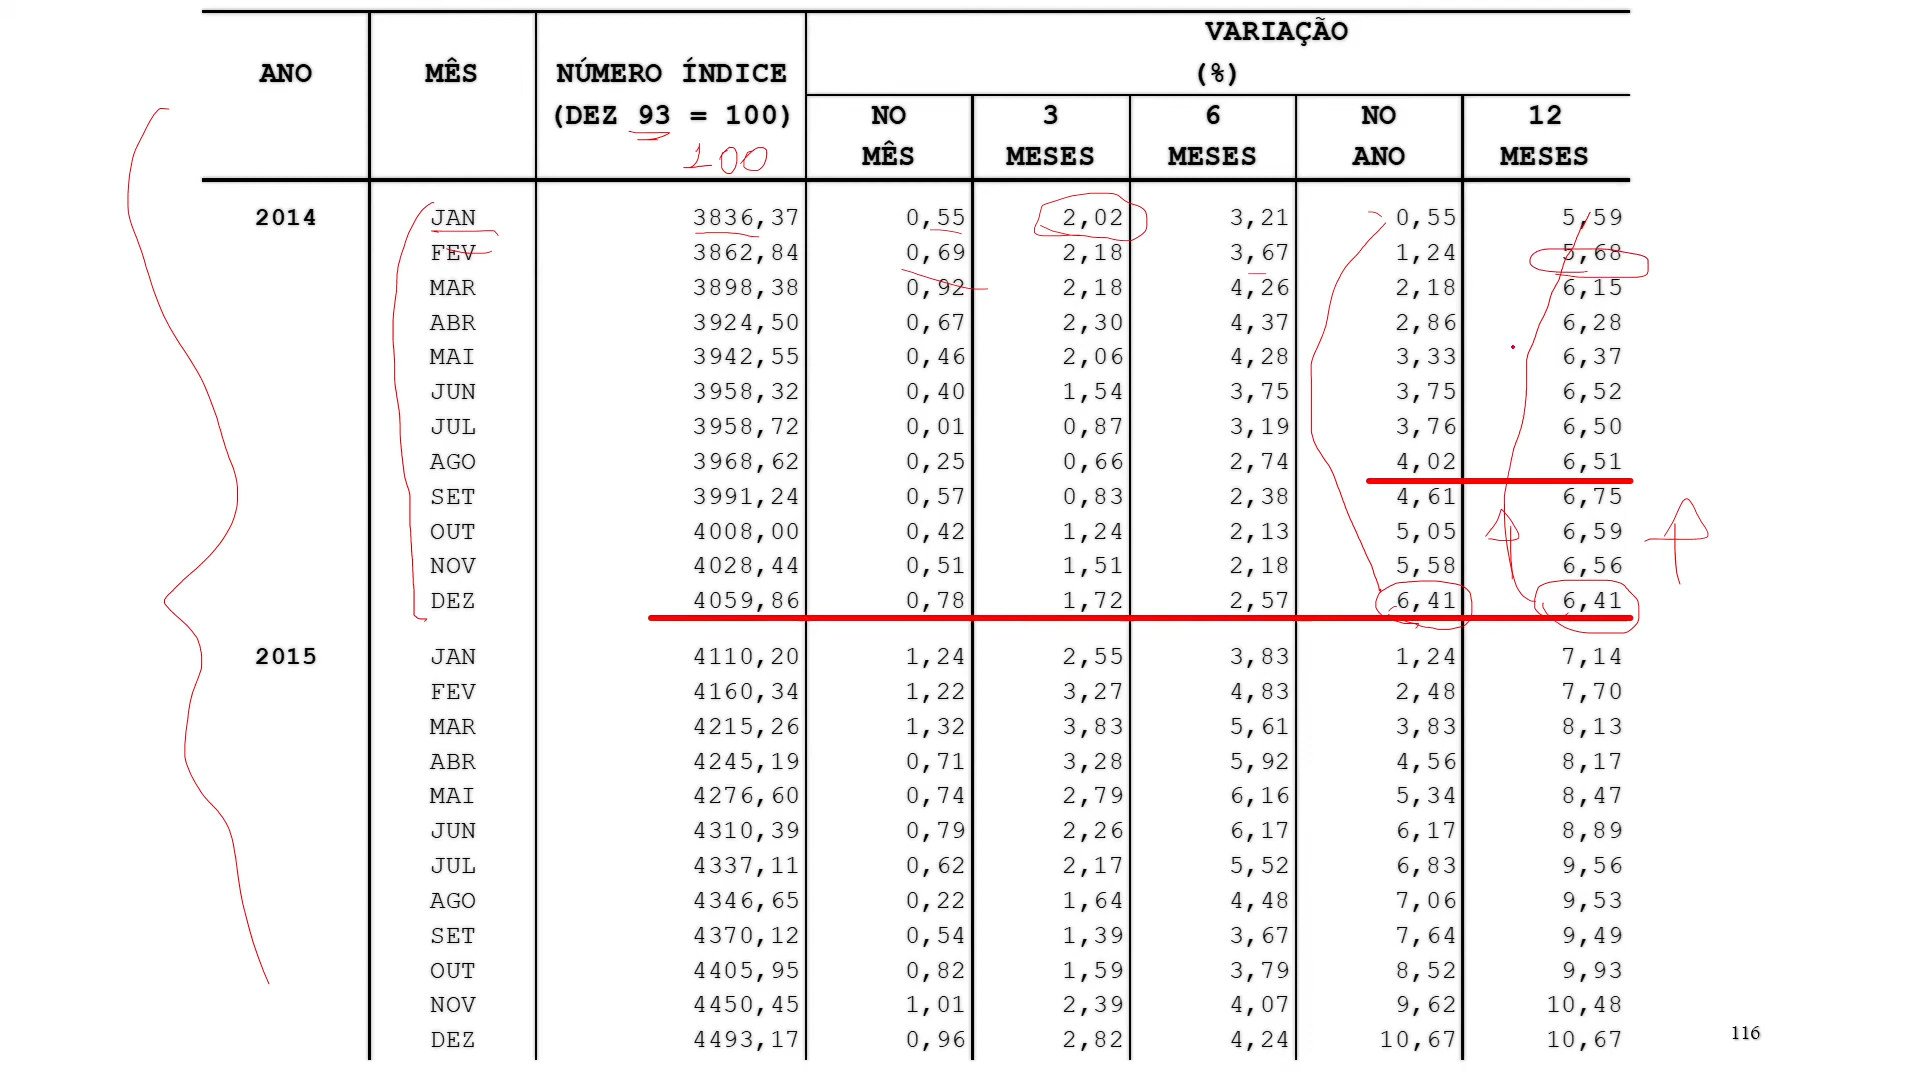 VARIAÇÃO
ANO MÊS NÚMERO ÍNDICE (%)
(DEZ 93 = 100) NO 3 6 NO 12
100 MÊS MESES MESES ANO MESES
2014 JAN 3836,37 0,55 2,02 3,21 0,55 5,59
FEV 3862,84 0,69 2,18 3,67 1,24 5,68
MAR 3898,38 0,92 2,18 4,26 2,18 6,15
ABR 3924,50 0,67 2,30 4,37 2,86 6,28
MAI 3942,55 0,46 2,06 4,28 3,33 6,37
JUN 3958,32 0,40 1,54 3,75 3,75 6,52
JUL 3958,72 0,01 0,87 3,19 3,76 6,50
AGO 3968,62 0,25 0,66 2,74 4,02 6,51
SET 3991,24 0,57 0,83 2,38 4,61 6,75
OUT 4008,00 0,42 1,24 2,13 5,05 6,59
NOV 4028,44 0,51 1,51 2,18 5,58 6,56
DEZ 4059,86 0,78 1,72 2,57 6,41 6,41
2015 JAN 4110,20 1,24 2,55 3,83 1,24 7,14
FEV 4160,34 1,22 3,27 4,83 2,48 7,70
MAR 4215,26 1,32 3,83 5,61 3,83 8,13
ABR 4245,19 0,71 3,28 5,92 4,56 8,17
MAI 4276,60 0,74 2,79 6,16 5,34 8,47
JUN 4310,39 0,79 2,26 6,17 6,17 8,89
JUL 4337,11 0,62 2,17 5,52 6,83 9,56
AGO 4346,65 0,22 1,64 4,48 7,06 9,53
SET 4370,12 0,54 1,39 3,67 7,64 9,49
OUT 4405,95 0,82 1,59 3,79 8,52 9,93
NOV 4450,45 1,01 2,39 4,07 9,62 10,48
DEZ 4493,17 0,96 2,82 4,24 10,67 10,67
116